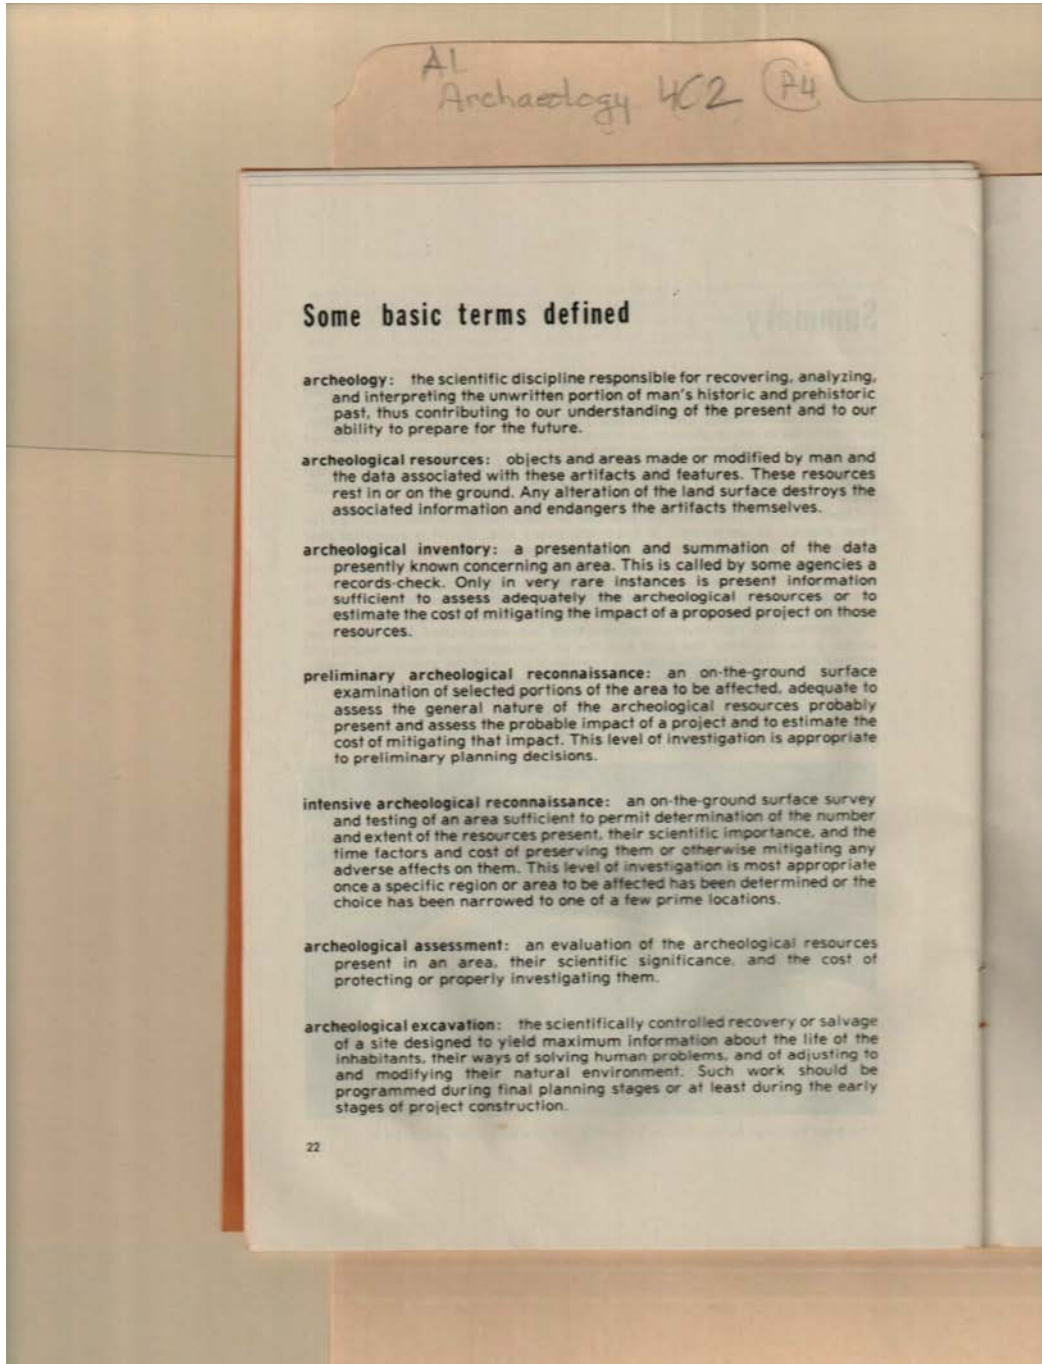 AL
Archaeology 4C2 P4
Some basic terms defined
Summary
archeology: the scientific discipline responsible for recovering, analyzing,
and interpreting the unwritten portion of man's historic and prehistoric
past, thus contributing to our understanding of the present and to our
ability to prepare for the future.
archeological resources: objects and areas made or modified by man and
the data associated with these artifacts and features. These resources
rest in or on the ground. Any alteration of the land surface destroys the
associated information and endangers the artifacts themselves.
archeological inventory: a presentation and summation of the data
presently known concerning an area. This is called by some agencies a
records-check. Only in very rare instances is present information
sufficient to assess adequately the archeological resources or to
estimate the cost of mitigating the impact of a proposed project on those
resources.
preliminary archeological reconnaissance: an on-the-ground surface
examination of selected portions of the area to be affected, adequate to
assess the general nature of the archeological resources probably
present and assess the probable impact of a project and to estimate the
cost of mitigating that impact. This level of investigation is appropriate
to preliminary planning decisions.
intensive archeological reconnaissance: an on-the-ground surface survey
and testing of an area sufficient to permit determination of the number
and extent of the resources present, their scientific importance, and the
time factors and cost of preserving them or otherwise mitigating any
adverse affects on them. This level of investigation is most appropriate
once a specific region or area to be affected has been determined or the
choice has been narrowed to one of a few prime locations.
archeological assessment: an evaluation of the archeological resources
present in an area, their scientific significance, and the cost of
protecting or properly investigating them.
archeological excavation: the scientifically controlled recovery or salvage
of a site designed to yield maximum information about the life of the
inhabitants, their ways of solving human problems, and of adjusting to
and modifying their natural environment. Such work should be
programmed during final planning stages or at least during the early
stages of project construction.
22